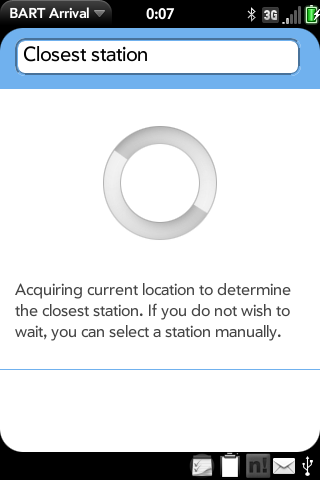 BART Arrival 0:07 3G
Closest station
Acquiring current location to determine
the closest station. If you do not wish to
wait, you can select a station manually.
n!